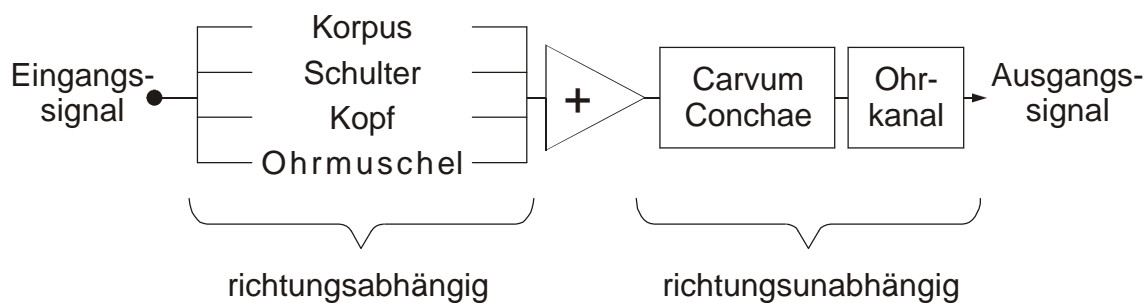 Eingangs-
signal
Korpus
Schulter
Kopf
Ohrmuschel
+
Carvum
Conchae
Ohr-
kanal
Ausgangs-
signal
richtungsabhängig
richtungsunabhängig